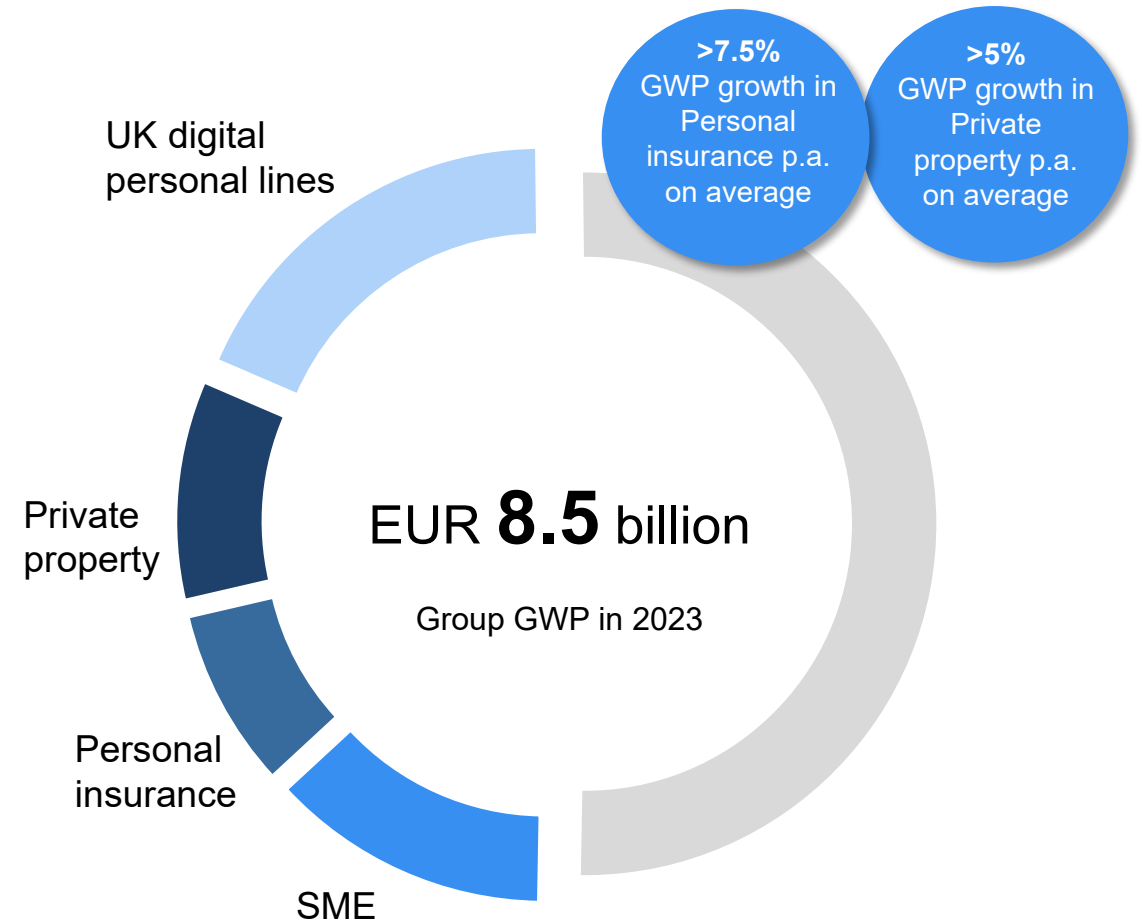 >7.5%
GWP growth in
Personal
insurance p.a.
on average
>5%
GWP growth in
Private
property p.a.
on average
UK digital
personal lines
Private
property
EUR 8.5 billion
Group GWP in 2023
Personal
insurance
SME